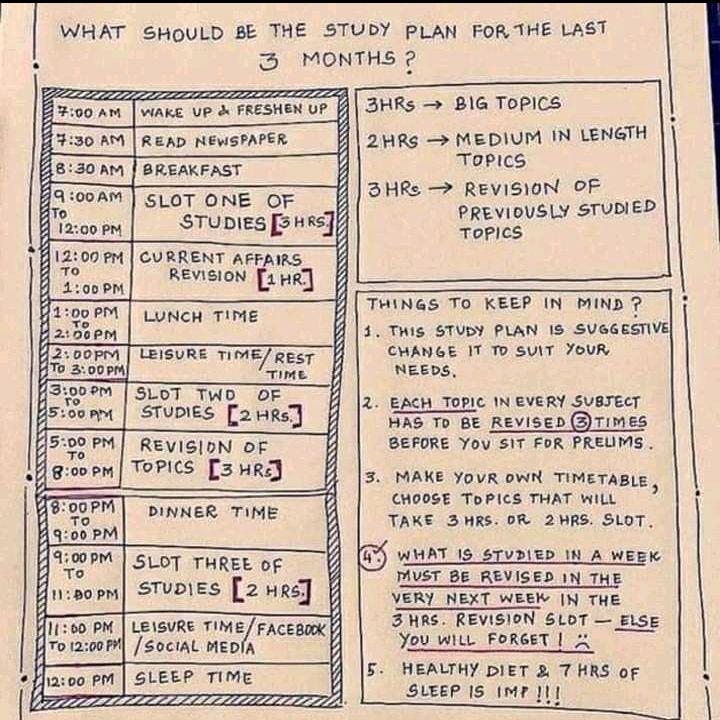 WHAT SHOULD BE THE STUDY PLAN FOR THE LAST
3 MONTHS?
7:00 AM WAKE UP & FRESHEN UP
7:30 AM READ NEWSPAPER
8:30 AM BREAKFAST
9:00 AM
TO
12:00 PM
SLOT ONE OF
STUDIES [3 HRS.]
12:00 PM
TO
1:00 PM
CURRENT AFFAIRS
REVISION [1 HR.]
1:00 PM
TO
2:00 PM
LUNCH TIME
2:00 PM
TO 3:00 PM
LEISURE TIME/REST
TIME
3:00 PM
TO
5:00 PM
SLOT TWO OF
STUDIES [2 HRS.]
5:00 PM
TO
8:00 PM
REVISION OF
TOPICS [3 HRS]
8:00 PM
TO
9:00 PM
DINNER TIME
9:00 PM
TO
11:00 PM
SLOT THREE OF
STUDIES [2 HRS.]
11:00 PM
TO 12:00 PM
LEISURE TIME/FACEBOOK
/SOCIAL MEDIA
12:00 PM SLEEP TIME
3HRS → BIG TOPICS
2HRS → MEDIUM IN LENGTH
TOPICS
3HRS → REVISION OF
PREVIOUSLY STUDIED
TOPICS
THINGS TO KEEP IN MIND?
1. THIS STUDY PLAN IS SUGGESTIVE
CHANGE IT TO SUIT YOUR
NEEDS.
2. EACH TOPIC IN EVERY SUBJECT
HAS TO BE REVISED 3 TIMES
BEFORE YOU SIT FOR PRELIMS.
3. MAKE YOUR OWN TIMETABLE,
CHOOSE TOPICS THAT WILL
TAKE 3 HRS. OR 2 HRS. SLOT.
4. WHAT IS STUDIED IN A WEEK
MUST BE REVISED IN THE
VERY NEXT WEEK IN THE
3 HRS. REVISION SLOT — ELSE
YOU WILL FORGET! ☹
5. HEALTHY DIET & 7 HRS OF
SLEEP IS IMP!!!